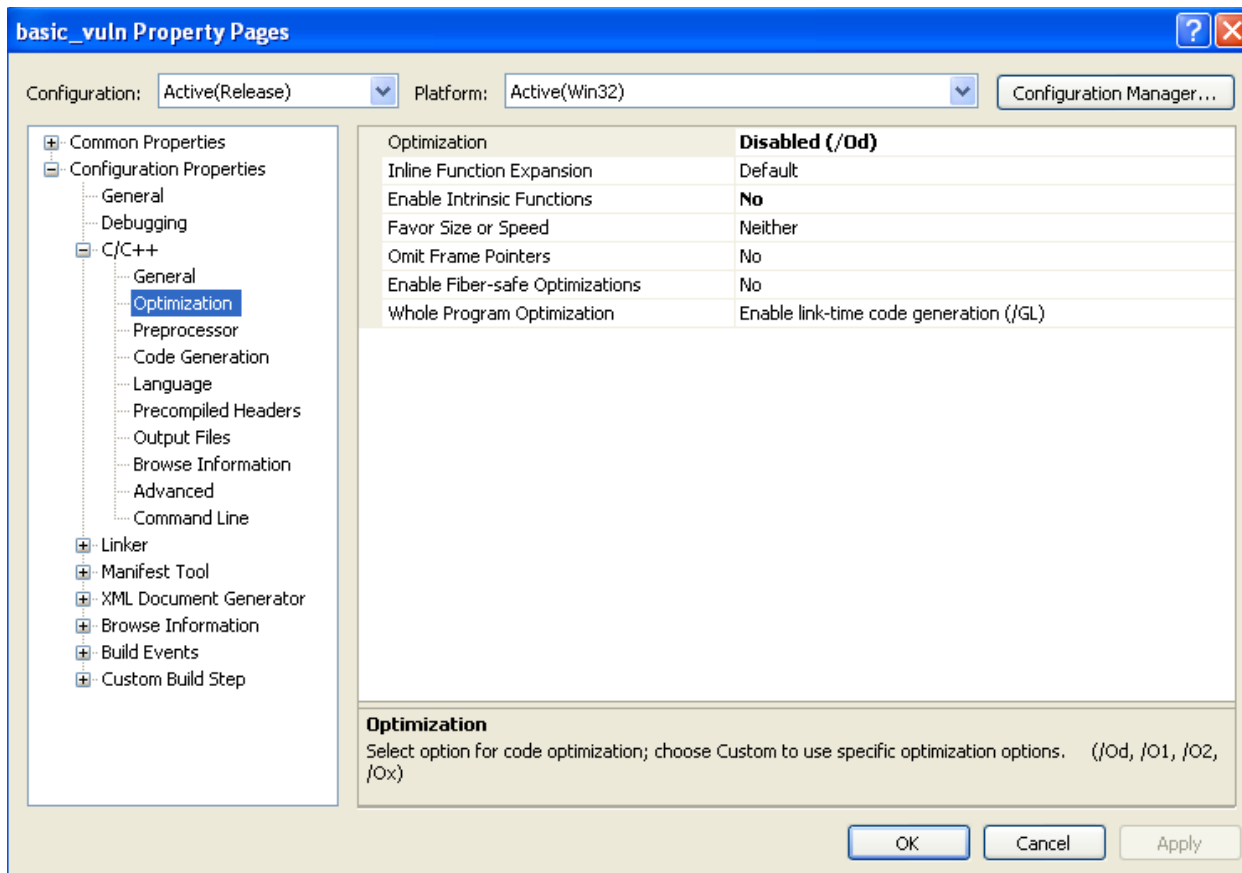 basic_vuln Property Pages
Configuration: Active(Release) Platform: Active(Win32) Configuration Manager...
Common Properties
Configuration Properties
General
Debugging
C/C++
General
Optimization
Preprocessor
Code Generation
Language
Precompiled Headers
Output Files
Browse Information
Advanced
Command Line
Linker
Manifest Tool
XML Document Generator
Browse Information
Build Events
Custom Build Step
Optimization Disabled (/Od)
Inline Function Expansion Default
Enable Intrinsic Functions No
Favor Size or Speed Neither
Omit Frame Pointers No
Enable Fiber-safe Optimizations No
Whole Program Optimization Enable link-time code generation (/GL)
Optimization
Select option for code optimization; choose Custom to use specific optimization options. (/Od, /O1, /O2,
/Ox)
OK Cancel Apply